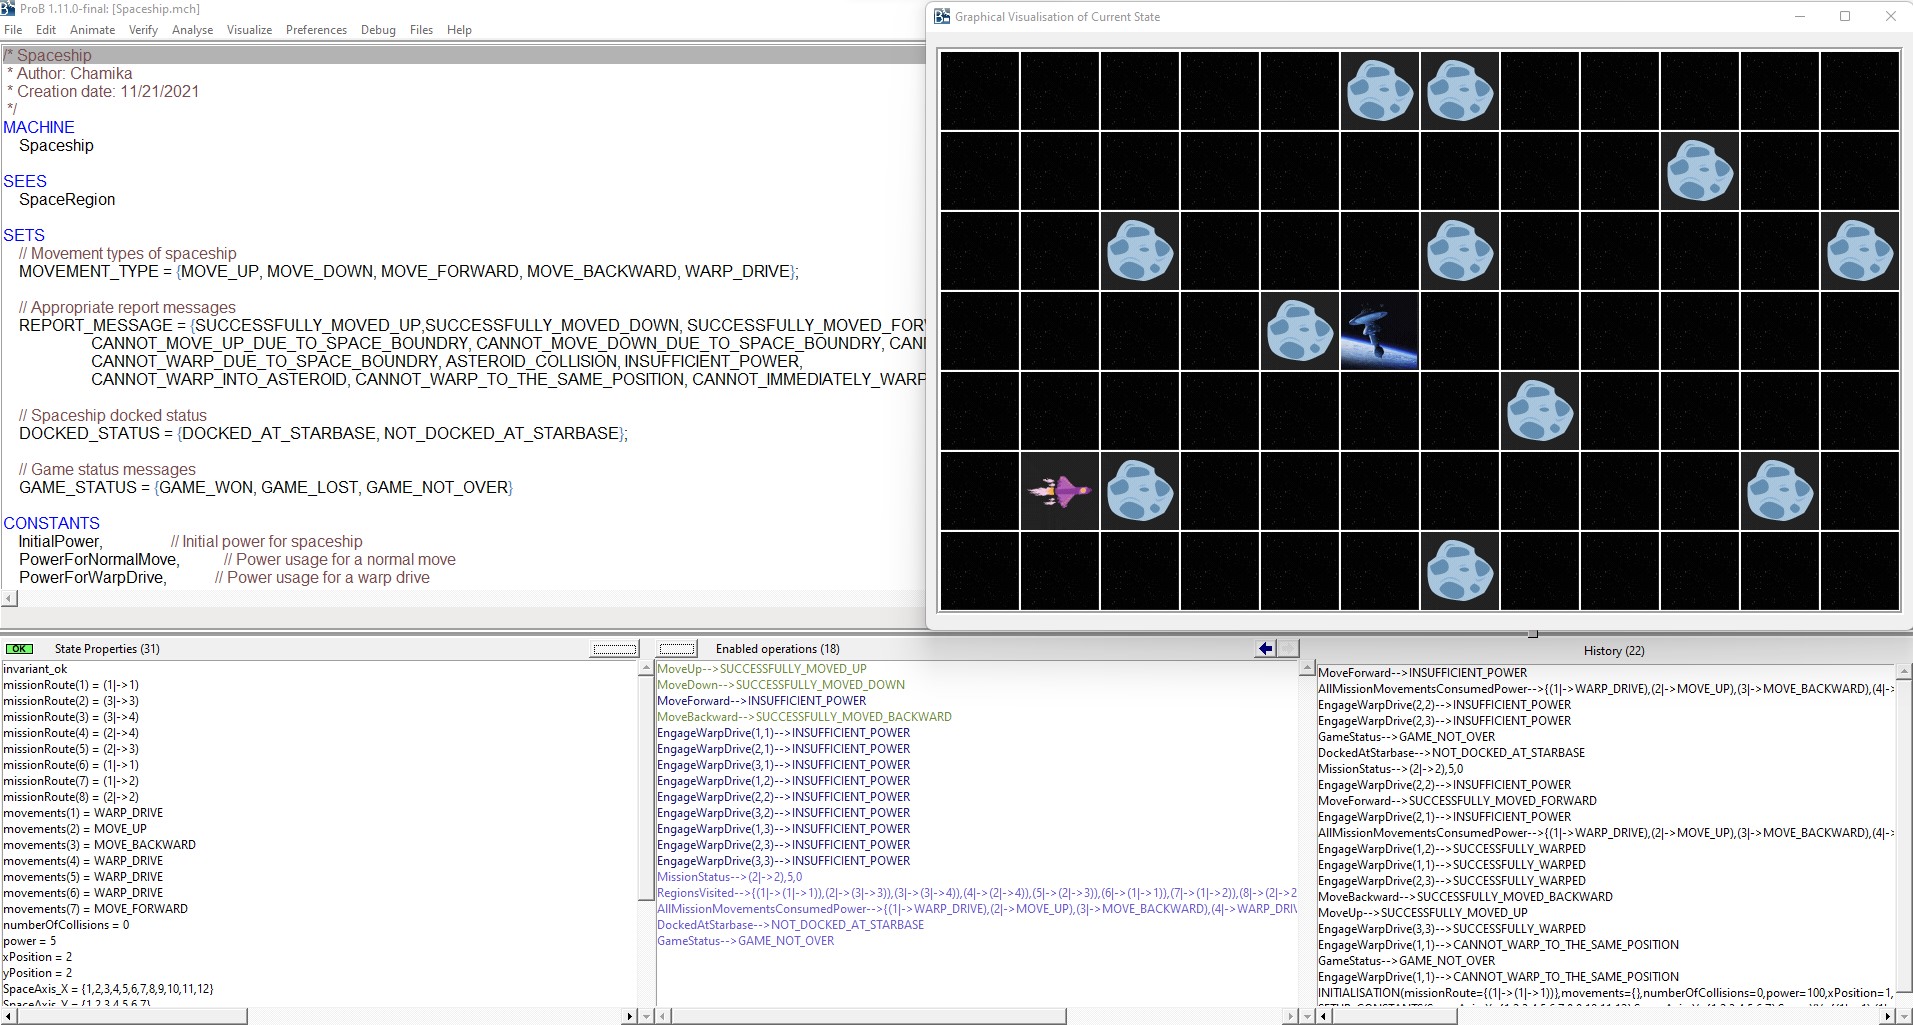 ProB 1.11.0-final: [Spaceship.mch]
File Edit Animate Verify Analyse Visualize Preferences Debug Files Help
/* Spaceship
* Author: Chamika
* Creation date: 11/21/2021
*/
MACHINE
Spaceship
SEES
SpaceRegion
SETS
// Movement types of spaceship
MOVEMENT_TYPE = {MOVE_UP, MOVE_DOWN, MOVE_FORWARD, MOVE_BACKWARD, WARP_DRIVE};
// Appropriate report messages
REPORT_MESSAGE = {SUCCESSFULLY_MOVED_UP,SUCCESSFULLY_MOVED_DOWN, SUCCESSFULLY_MOVED_FOR
CANNOT_MOVE_UP_DUE_TO_SPACE_BOUNDRY, CANNOT_MOVE_DOWN_DUE_TO_SPACE_BOUNDRY, CAN
CANNOT_WARP_DUE_TO_SPACE_BOUNDRY, ASTEROID_COLLISION, INSUFFICIENT_POWER,
CANNOT_WARP_INTO_ASTEROID, CANNOT_WARP_TO_THE_SAME_POSITION, CANNOT_IMMEDIATELY_WARP
// Spaceship docked status
DOCKED_STATUS = {DOCKED_AT_STARBASE, NOT_DOCKED_AT_STARBASE};
// Game status messages
GAME_STATUS = {GAME_WON, GAME_LOST, GAME_NOT_OVER}
CONSTANTS
InitialPower, // Initial power for spaceship
PowerForNormalMove, // Power usage for a normal move
PowerForWarpDrive, // Power usage for a warp drive
Graphical Visualisation of Current State
OK State Properties (31)
invariant_ok
missionRoute(1) = (1|->1)
missionRoute(2) = (3|->3)
missionRoute(3) = (3|->4)
missionRoute(4) = (2|->4)
missionRoute(5) = (2|->3)
missionRoute(6) = (1|->1)
missionRoute(7) = (1|->2)
missionRoute(8) = (2|->2)
movements(1) = WARP_DRIVE
movements(2) = MOVE_UP
movements(3) = MOVE_BACKWARD
movements(4) = WARP_DRIVE
movements(5) = WARP_DRIVE
movements(6) = WARP_DRIVE
movements(7) = MOVE_FORWARD
numberOfCollisions = 0
power = 5
xPosition = 2
yPosition = 2
SpaceAxis_X = {1,2,3,4,5,6,7,8,9,10,11,12}
SpaceAxis_Y = {1,2,3,4,5,6,7}
Enabled operations (18)
MoveUp-->SUCCESSFULLY_MOVED_UP
MoveDown-->SUCCESSFULLY_MOVED_DOWN
MoveForward-->INSUFFICIENT_POWER
MoveBackward-->SUCCESSFULLY_MOVED_BACKWARD
EngageWarpDrive(1,1)-->INSUFFICIENT_POWER
EngageWarpDrive(2,1)-->INSUFFICIENT_POWER
EngageWarpDrive(3,1)-->INSUFFICIENT_POWER
EngageWarpDrive(1,2)-->INSUFFICIENT_POWER
EngageWarpDrive(2,2)-->INSUFFICIENT_POWER
EngageWarpDrive(3,2)-->INSUFFICIENT_POWER
EngageWarpDrive(1,3)-->INSUFFICIENT_POWER
EngageWarpDrive(2,3)-->INSUFFICIENT_POWER
EngageWarpDrive(3,3)-->INSUFFICIENT_POWER
MissionStatus-->(2|->2),5,0
RegionsVisited-->{(1|->(1|->1)),(2|->(3|->3)),(3|->(3|->4)),(4|->(2|->4)),(5|->(2|->3)),(6|->(1|->1)),(7|->(1|->2)),(8|->(2|->2
AllMissionMovementsConsumedPower-->{(1|->WARP_DRIVE),(2|->MOVE_UP),(3|->MOVE_BACKWARD),(4|->WARP_DRIV
DockedAtStarbase-->NOT_DOCKED_AT_STARBASE
GameStatus-->GAME_NOT_OVER
History (22)
MoveForward-->INSUFFICIENT_POWER
AllMissionMovementsConsumedPower-->{(1|->WARP_DRIVE),(2|->MOVE_UP),(3|->MOVE_BACKWARD),(4|->
EngageWarpDrive(2,2)-->INSUFFICIENT_POWER
EngageWarpDrive(2,3)-->INSUFFICIENT_POWER
GameStatus-->GAME_NOT_OVER
DockedAtStarbase-->NOT_DOCKED_AT_STARBASE
MissionStatus-->(2|->2),5,0
EngageWarpDrive(2,2)-->INSUFFICIENT_POWER
MoveForward-->SUCCESSFULLY_MOVED_FORWARD
EngageWarpDrive(2,1)-->INSUFFICIENT_POWER
AllMissionMovementsConsumedPower-->{(1|->WARP_DRIVE),(2|->MOVE_UP),(3|->MOVE_BACKWARD),(4|->
EngageWarpDrive(1,2)-->SUCCESSFULLY_WARPED
EngageWarpDrive(1,1)-->SUCCESSFULLY_WARPED
EngageWarpDrive(2,3)-->SUCCESSFULLY_WARPED
MoveBackward-->SUCCESSFULLY_MOVED_BACKWARD
MoveUp-->SUCCESSFULLY_MOVED_UP
EngageWarpDrive(3,3)-->SUCCESSFULLY_WARPED
EngageWarpDrive(1,1)-->CANNOT_WARP_TO_THE_SAME_POSITION
GameStatus-->GAME_NOT_OVER
EngageWarpDrive(1,1)-->CANNOT_WARP_TO_THE_SAME_POSITION
INITIALISATION(missionRoute={(1|->(1|->1))},movements={},numberOfCollisions=0,power=100,xPosition=1,